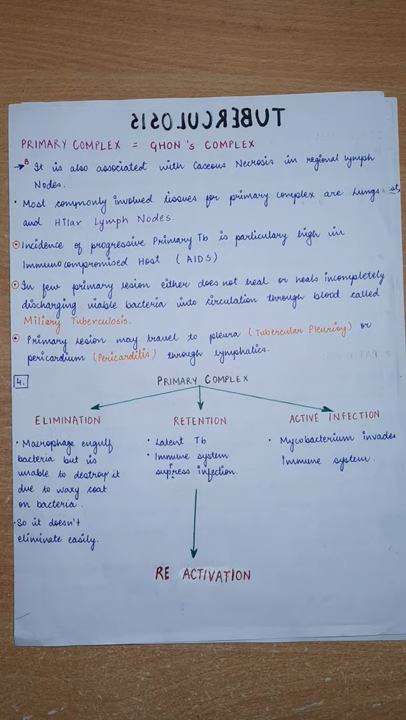 TUBERCULOSIS
PRIMARY COMPLEX = GHON'S COMPLEX
→ It is also associated with Caseous Necrosis in regional lymph
Nodes.
• Most commonly involved tissues for primary complex are Lungs
and Hilar Lymph Nodes.
Incidence of progressive Primary Tb is particulary high in
Immunocompromised Host (AIDS)
In few primary lesion either does not heal or heals incompletely
discharging viable bacteria into circulation through blood called
Miliary Tuberculosis.
Primary lesion may travel to pleura (Tubercular Pleurisy) or
pericardium (Pericarditis) through lymphatics.
4. PRIMARY COMPLEX
ELIMINATION
• Macrophage engulf
bacteria but is
unable to destroy it
due to waxy coat
on bacteria.
• So it doesn't
eliminate easily.
RETENTION
• Latent Tb
• Immune system
supress infection.
ACTIVE INFECTION
• Mycobacterium invades
Immune system.
RE ACTIVATION